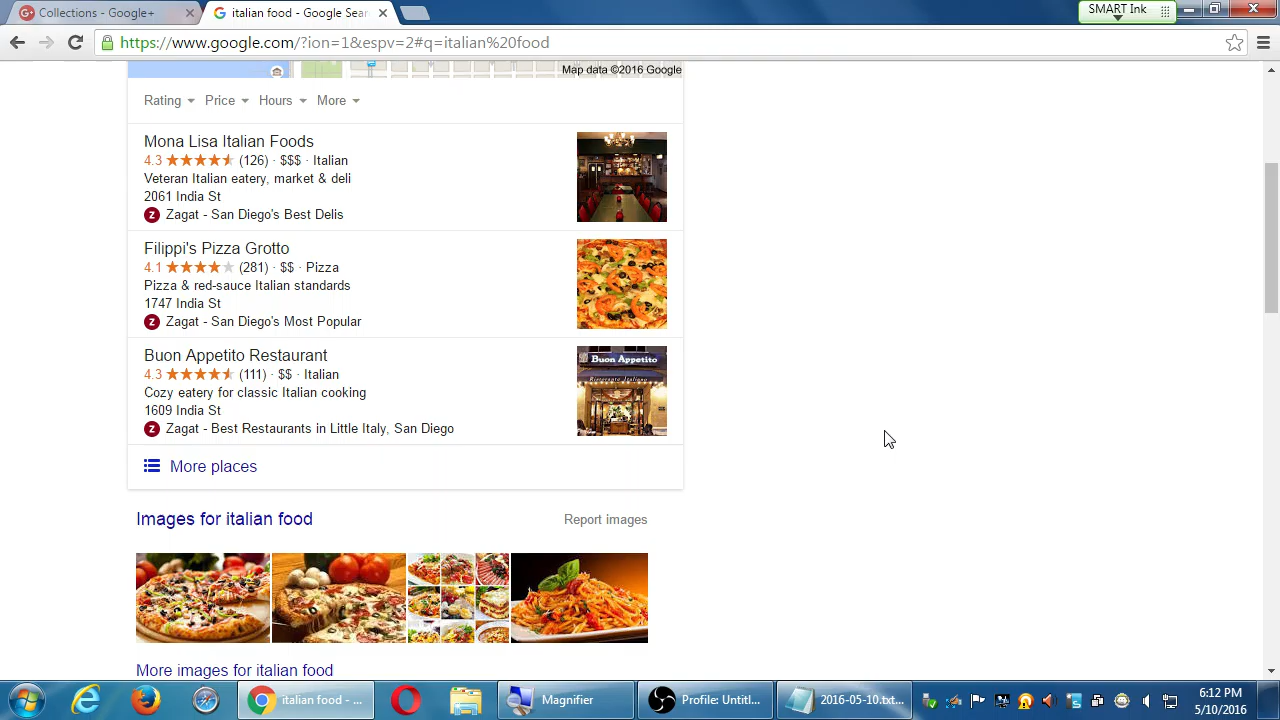 Collections - Google+
italian food - Google Sear
SMART Ink
https://www.google.com/?ion=1&espv=2#q=italian%20food
Map data ©2016 Google
Rating Price Hours More
Mona Lisa Italian Foods
4.3 (126) · $$$ · Italian
Veteran Italian eatery, market & deli
2061 India St
Z Zagat - San Diego's Best Delis
Filippi's Pizza Grotto
4.1 (281) · $$ · Pizza
Pizza & red-sauce Italian standards
1747 India St
Z Zagat - San Diego's Most Popular
Buon Appetito Restaurant
4.3 (111) · $$ · Italian
Cozy eatery for classic Italian cooking
1609 India St
Z Zagat - Best Restaurants in Little Italy, San Diego
Buon Appetito
Ristorante Italiano
More places
Images for italian food Report images
More images for italian food
italian food - ...
Magnifier
Profile: Untitl...
2016-05-10.txt...
6:12 PM
5/10/2016